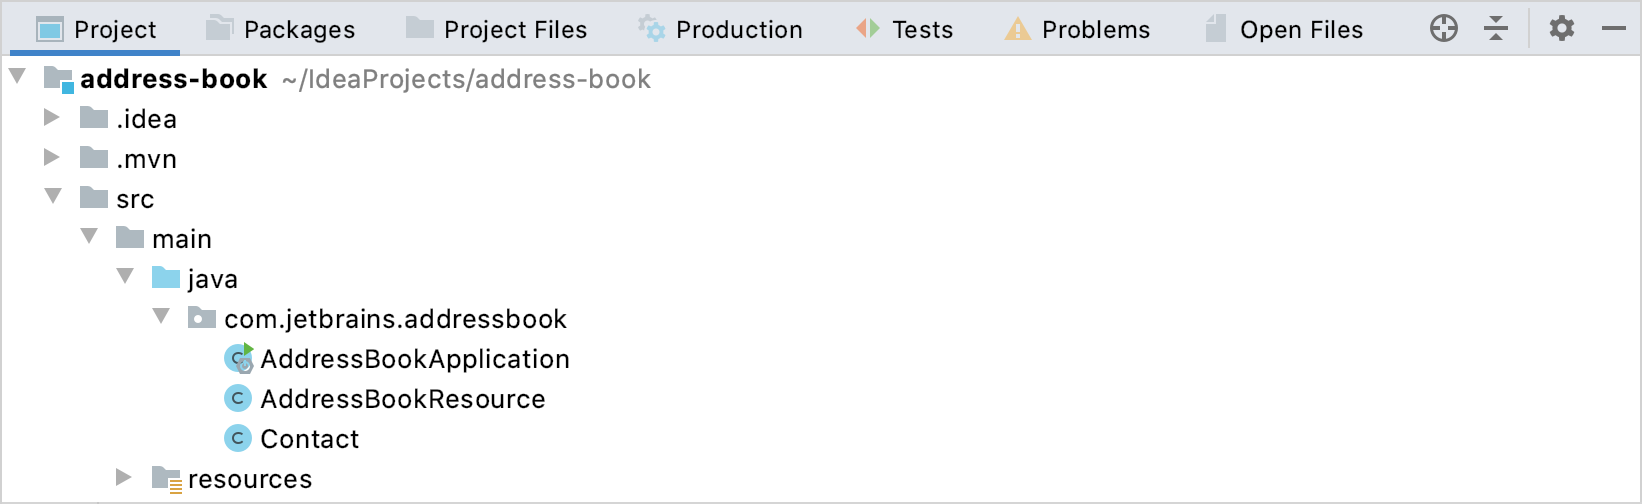 Project Packages Project Files Production Tests Problems Open Files
address-book ~/IdeaProjects/address-book
.idea
.mvn
src
main
java
com.jetbrains.addressbook
AddressBookApplication
AddressBookResource
Contact
resources